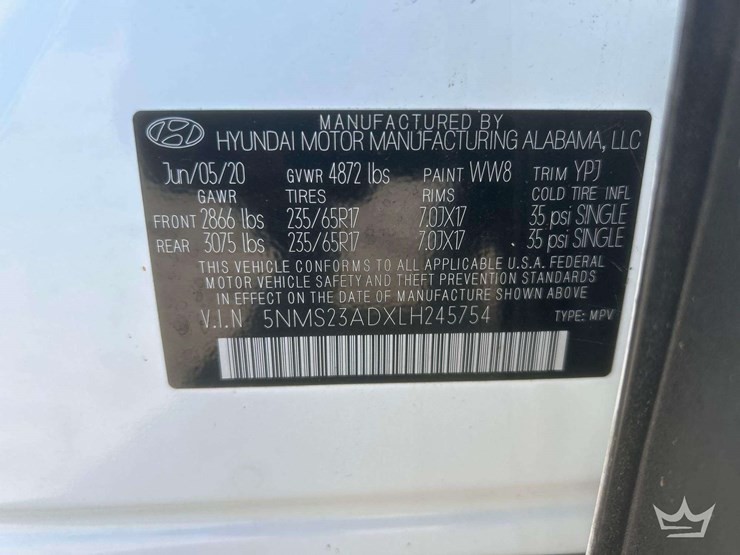 MANUFACTURED BY
HYUNDAI MOTOR MANUFACTURING ALABAMA, LLC
Jun/05/20 GVWR 4872 lbs PAINT WW8 TRIM YPJ
GAWR TIRES RIMS COLD TIRE INFL
FRONT 2866 lbs 235/65R17 7.0JX17 35 psi SINGLE
REAR 3075 lbs 235/65R17 7.0JX17 35 psi SINGLE
THIS VEHICLE CONFORMS TO ALL APPLICABLE U.S.A. FEDERAL
MOTOR VEHICLE SAFETY AND THEFT PREVENTION STANDARDS
IN EFFECT ON THE DATE OF MANUFACTURE SHOWN ABOVE
V.I.N 5NMS23ADXLH245754 TYPE: MPV